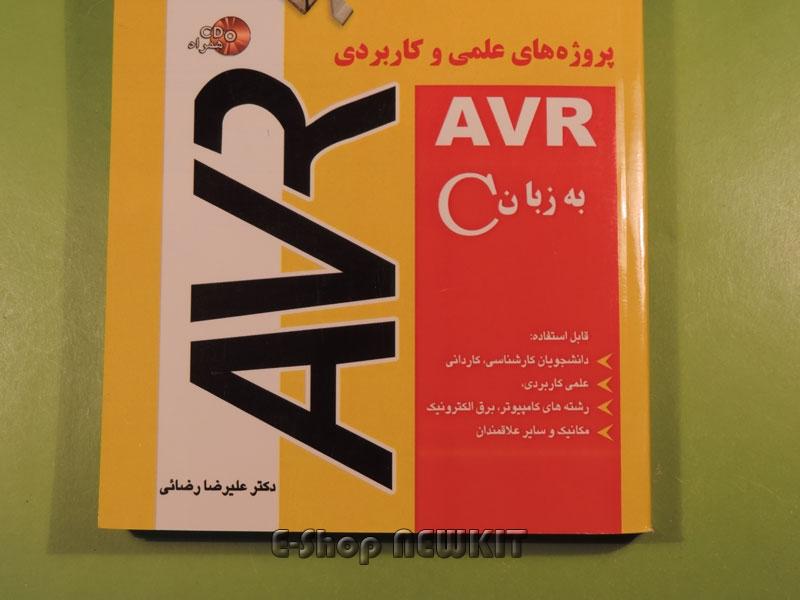 CD
همراه
پروژه‌های علمی و کاربردی
AVR
به زبان C
AVR
قابل استفاده:
دانشجویان کارشناسی، کاردانی
علمی کاربردی،
رشته های کامپیوتر، برق الکترونیک
مکانیک و سایر علاقمندان
دکتر علیرضا رضائی
E-Shop NEWKIT